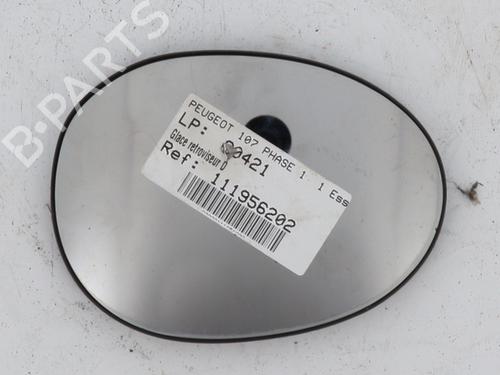 B-PARTS
PEUGEOT 107 PHASE 1 1 Ess
LP: 0421
Glace retroviseur D
Ref: 111956202